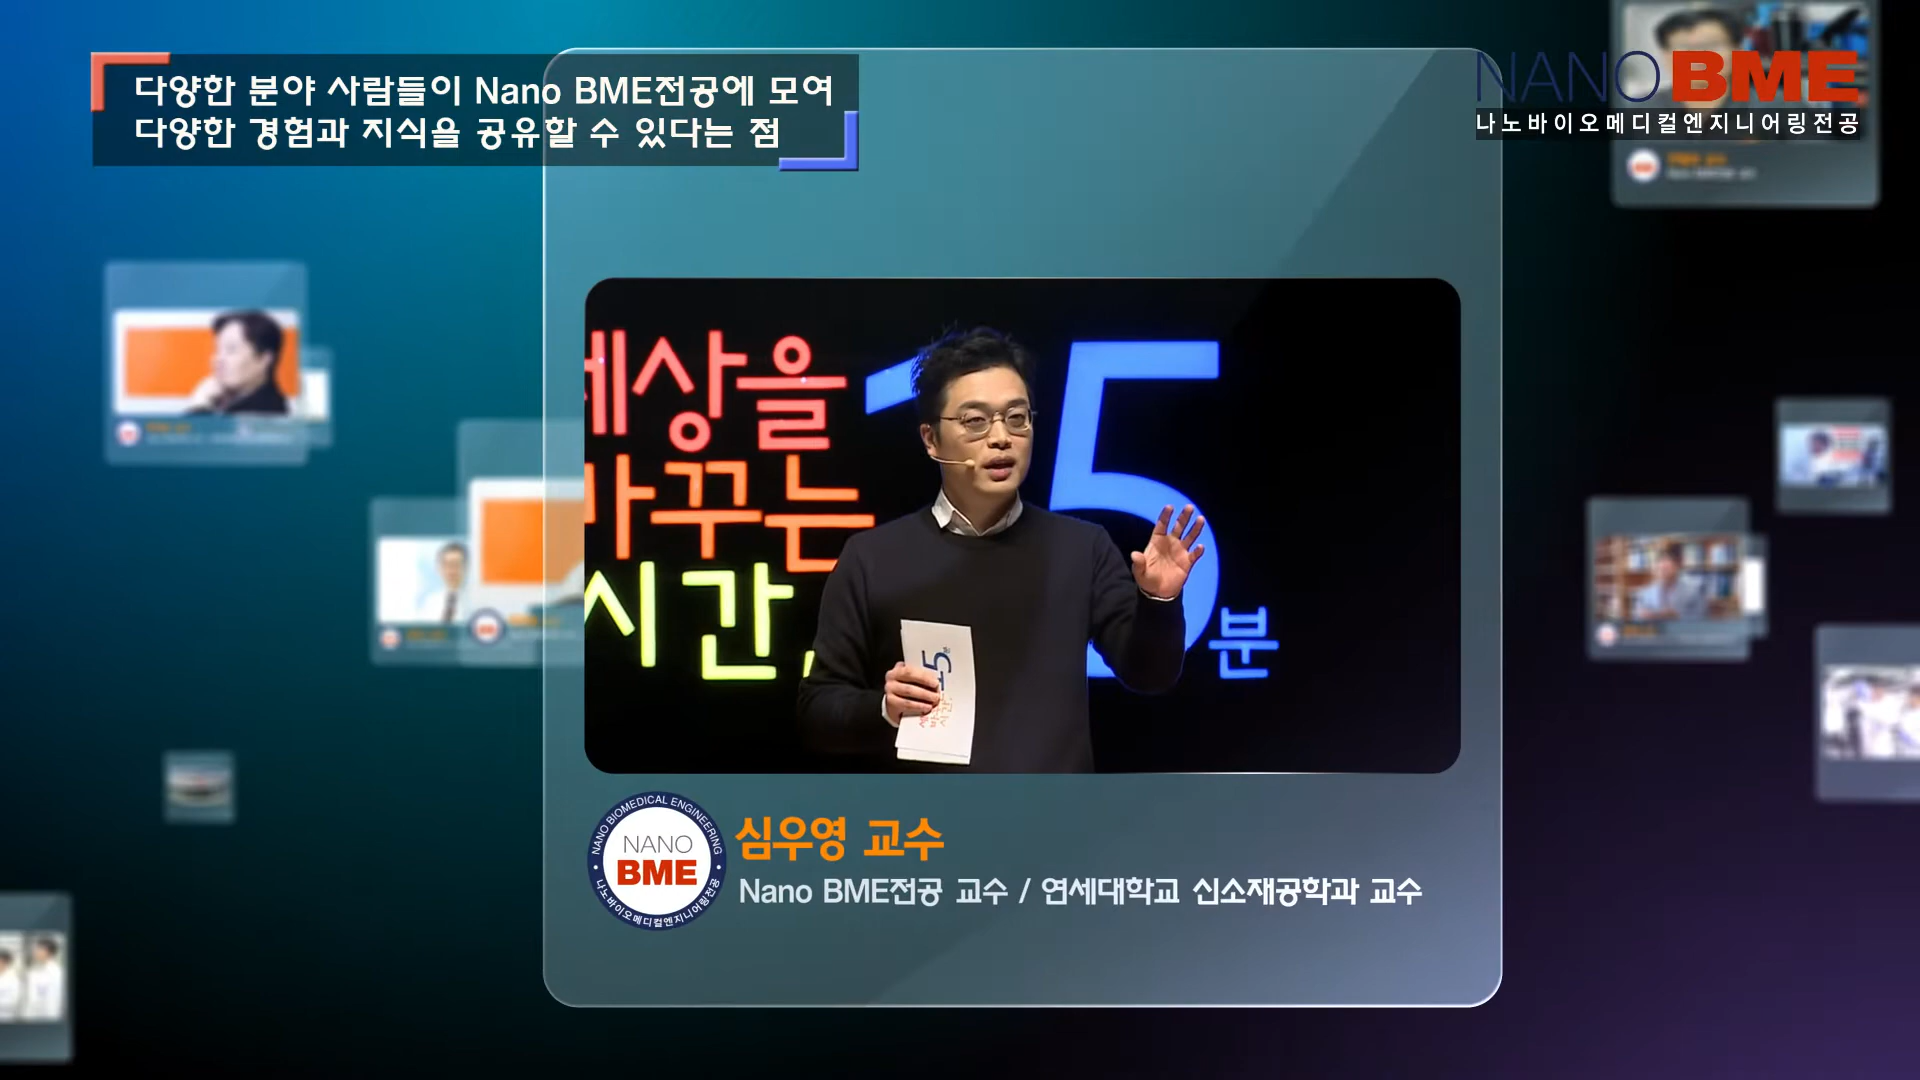 다양한 분야 사람들이 Nano BME전공에 모여
다양한 경험과 지식을 공유할 수 있다는 점
NANO BME
나노바이오메디컬엔지니어링전공
세상을
바꾸는
시간,
15
분
15분
NANO BIOMEDICAL ENGINEERING
NANO
BME
나노바이오메디컬엔지니어링전공
심우영 교수
Nano BME전공 교수 / 연세대학교 신소재공학과 교수